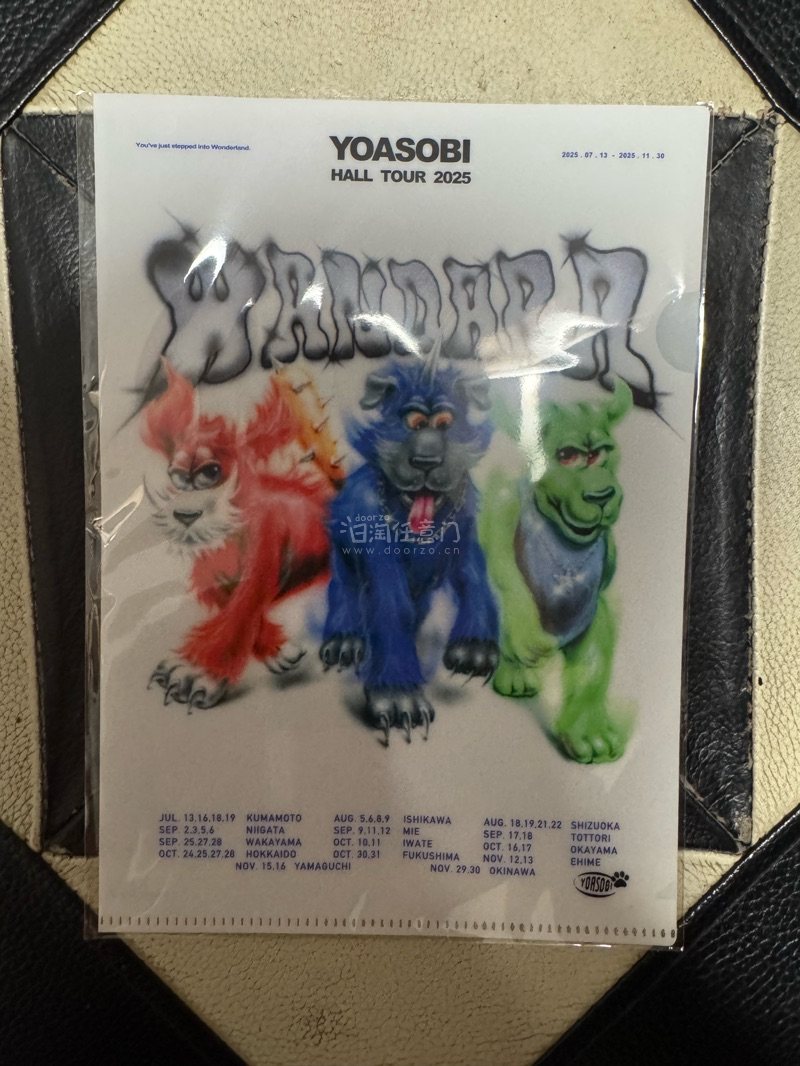 You've just stepped into Wonderland.
YOASOBI
HALL TOUR 2025
2025.07.13 - 2025.11.30
WANDARA
doorzo
日淘任意门
www.doorzo.cn
JUL. 13,16,18,19 KUMAMOTO
SEP. 2,3,5,6 NIIGATA
SEP. 25,27,28 WAKAYAMA
OCT. 24,25,27,28 HOKKAIDO
NOV. 15,16 YAMAGUCHI
AUG. 5,6,8,9 ISHIKAWA
SEP. 9,11,12 MIE
OCT. 10,11 IWATE
OCT. 30,31 FUKUSHIMA
NOV. 29.30 OKINAWA
AUG. 18,19,21,22 SHIZUOKA
SEP. 17,18 TOTTORI
OCT. 16,17 OKAYAMA
NOV. 12,13 EHIME
YOASOBI